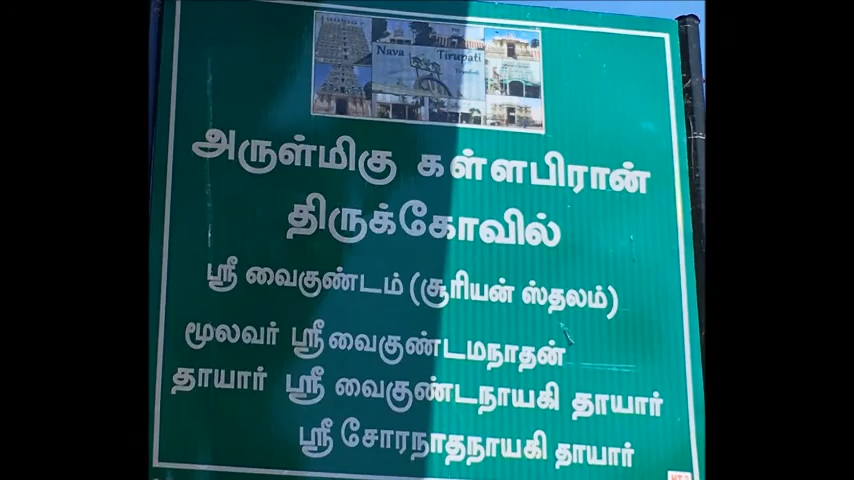 Nava Tirupati
அருள்மிகு கள்ளபிரான்
திருக்கோவில்
ஸ்ரீ வைகுண்டம் (சூரியன் ஸ்தலம்)
மூலவர் ஸ்ரீவைகுண்டமநாதன்
தாயார் ஸ்ரீ வைகுண்டநாயகி தாயார்
ஸ்ரீ சோரநாதநாயகி தாயார்